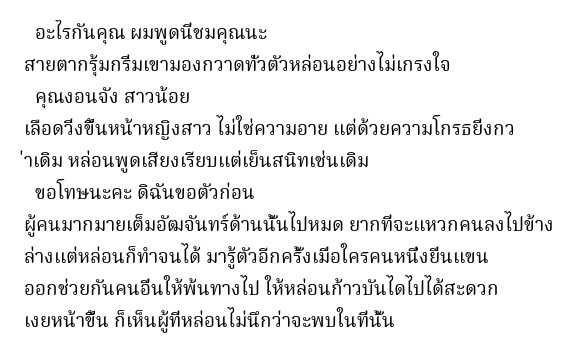 อะไรกันคุณ ผมพูดนี่ชมคุณนะ
สายตากรุ้มกริ่มเขามองกวาดทั่วตัวหล่อนอย่างไม่เกรงใจ
คุณงอนจัง สาวน้อย
เลือดวิ่งขึ้นหน้าหญิงสาว ไม่ใช่ความอาย แต่ด้วยความโกรธยิ่งกว
่าเดิม หล่อนพูดเสียงเรียบแต่เย็นสนิทเช่นเดิม
ขอโทษนะคะ ดิฉันขอตัวก่อน
ผู้คนมากมายเต็มอัฒจันทร์ด้านนั้นไปหมด ยากที่จะแหวกคนลงไปข้าง
ล่างแต่หล่อนก็ทำจนได้ มารู้ตัวอีกครั้งเมื่อใครคนหนึ่งยื่นแขน
ออกช่วยกันคนอื่นให้พ้นทางไป ให้หล่อนก้าวบันไดไปได้สะดวก
เงยหน้าขึ้น ก็เห็นผู้ที่หล่อนไม่นึกว่าจะพบในที่นั้น